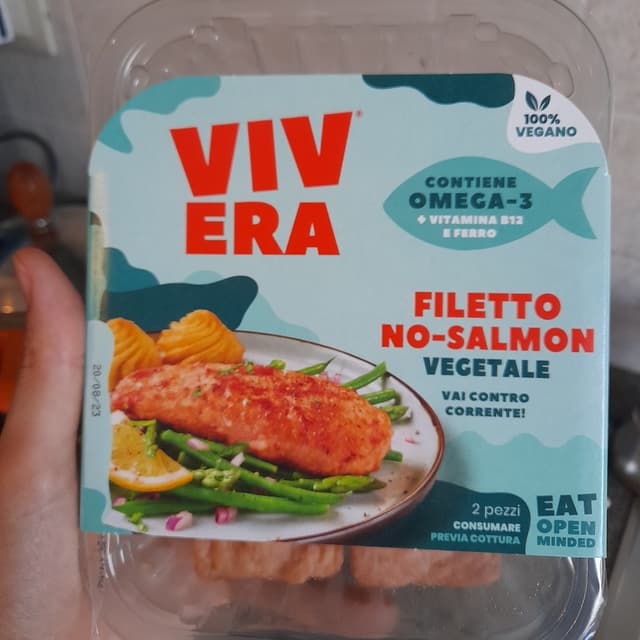 VIV
ERA
100%
VEGANO
CONTIENE
OMEGA-3
+ VITAMINA B12
E FERRO
FILETTO
NO-SALMON
VEGETALE
VAI CONTRO
CORRENTE!
20/08/23
2 pezzi
CONSUMARE
PREVIA COTTURA
EAT
OPEN
MINDED